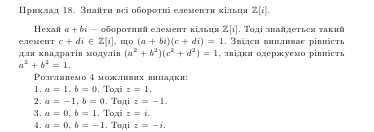 Приклад 18. Знайти всі оборотні елементи кільця ℤ[i].
Нехай a + bi — оборотний елемент кільця ℤ[i]. Тоді знайдеться такий
елемент c + di ∈ ℤ[i], що (a + bi)(c + di) = 1. Звідси випливає рівність
для квадратів модулів (a² + b²)(c² + d²) = 1, звідки одержуємо рівність
a² + b² = 1.
Розглянемо 4 можливих випадки:
1. a = 1, b = 0. Тоді z = 1.
2. a = −1, b = 0. Тоді z = −1.
3. a = 0, b = 1. Тоді z = i.
4. a = 0, b = −1. Тоді z = −i.